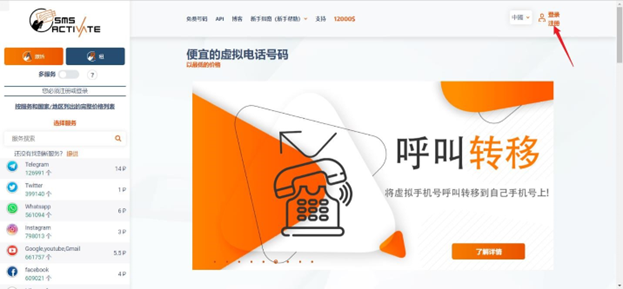 SMS
ACTIVATE
免费号码 API 博客 新手归指（新手帮助） 支持 12000$
中國
登录
注册
激活 租
多服务 ?
您必须注册或登录
按服务和国家/地区列出的完整价格列表
选择服务
服务搜索
还没有找到新服务?
Telegram
126991 个 14 ₽
Twitter
399140 个 1 ₽
Whatsapp
561094 个 6 ₽
Instagram
798013 个 3 ₽
Google,youtube,Gmail
661757 个 5.5 ₽
facebook
609021 个 4 ₽
便宜的虚拟电话号码
以最低的价格
呼叫转移
将虚拟手机号呼叫转移到自己手机号上!
了解详情